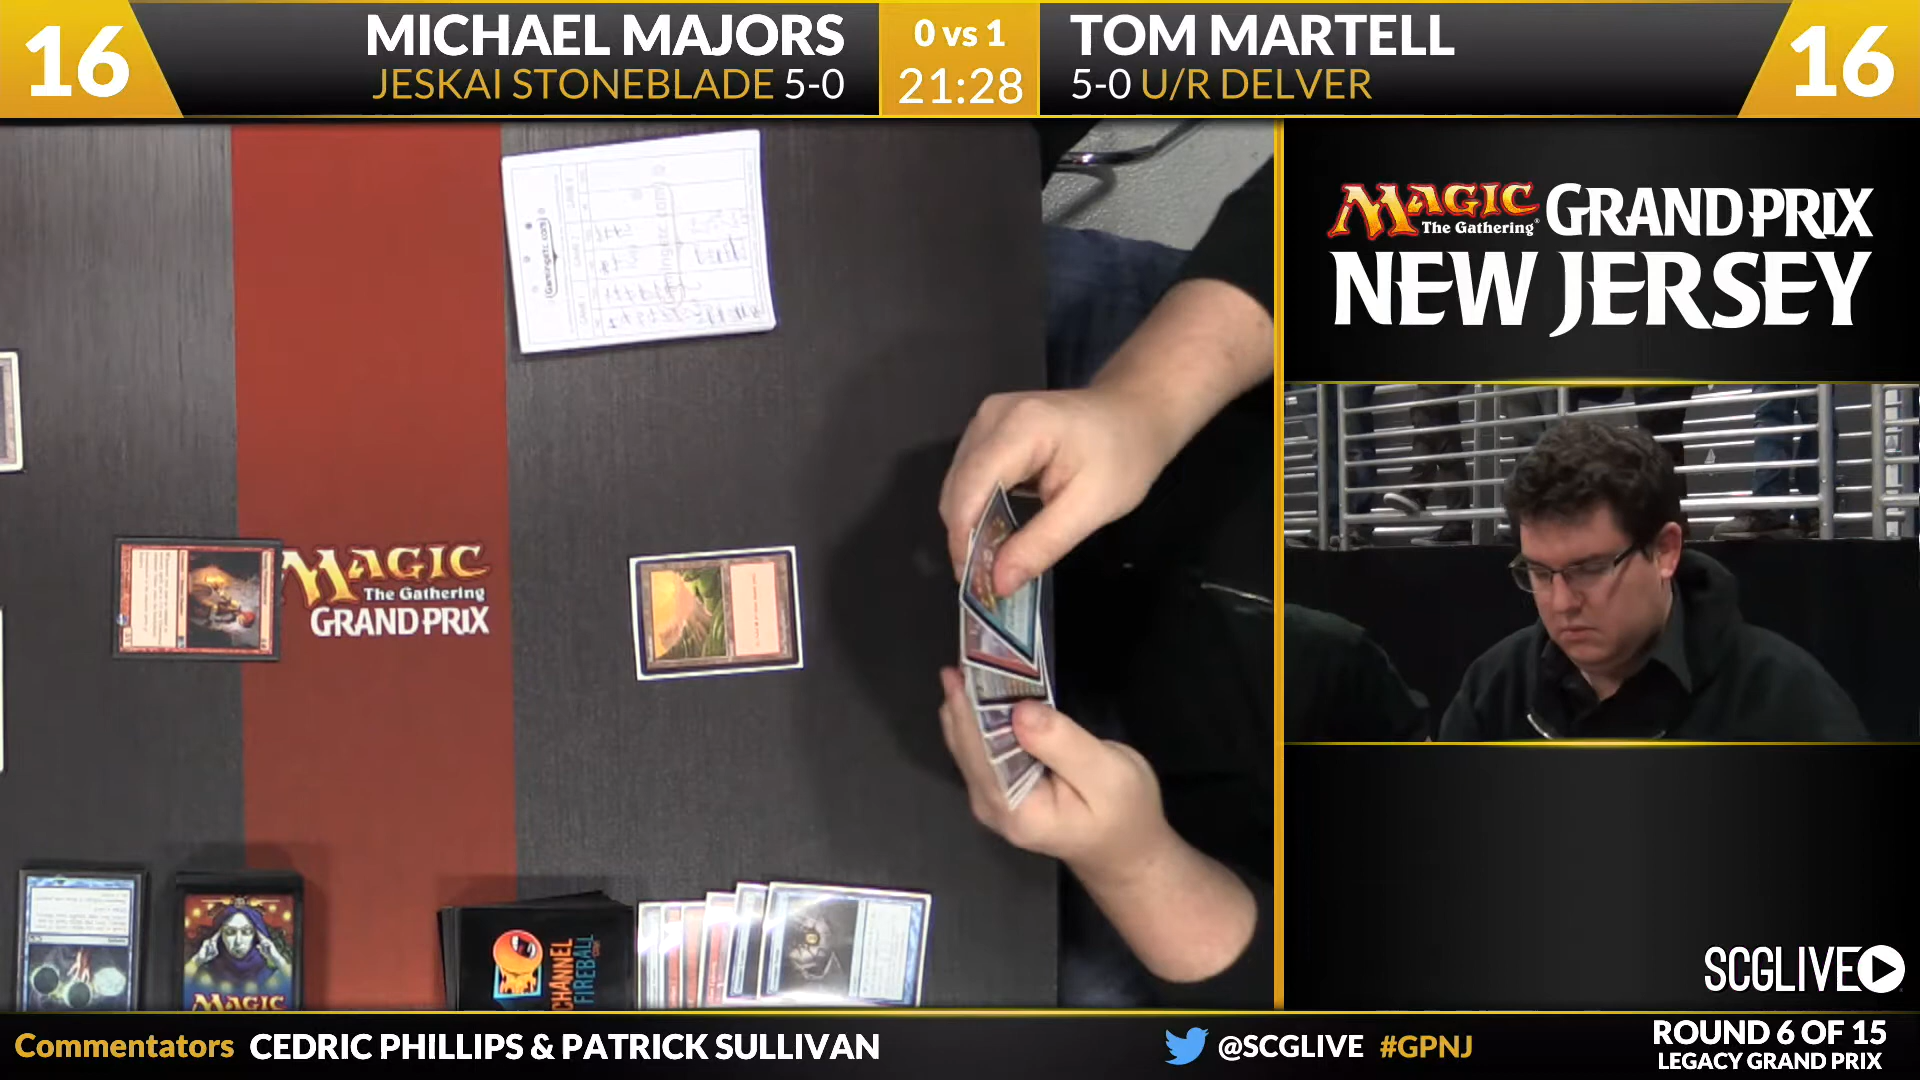 16
MICHAEL MAJORS
JESKAI STONEBLADE 5-0
0 vs 1
21:28
TOM MARTELL
5-0 U/R DELVER
16
MAGIC
The Gathering
GRAND PRIX
NEW JERSEY
MAGIC
The Gathering
GRAND PRIX
MAGIC
CHANNEL
FIREBALL
SCGLIVE
Commentators CEDRIC PHILLIPS & PATRICK SULLIVAN
@SCGLIVE #GPNJ
ROUND 6 OF 15
LEGACY GRAND PRIX